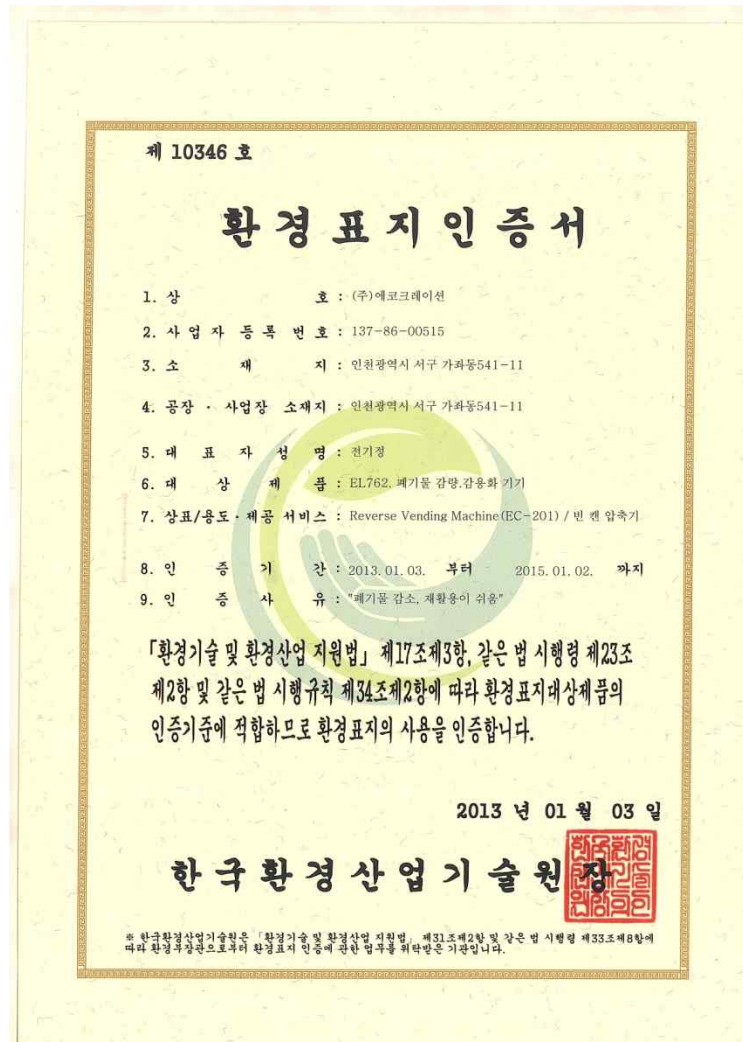 제 10346 호
환경표지인증서
1. 상 호 : (주)에코크레이션
2. 사업자 등록 번호 : 137-86-00515
3. 소 재 지 : 인천광역시 서구 가좌동541-11
4. 공장 · 사업장 소재지 : 인천광역시 서구 가좌동541-11
5. 대 표 자 성 명 : 전기정
6. 대 상 제 품 : EL762. 폐기물 감량.감용화 기기
7. 상표/용도·제공 서비스 : Reverse Vending Machine(EC-201) / 빈 캔 압축기
8. 인 증 기 간 : 2013.01.03. 부터 2015.01.02. 까지
9. 인 증 사 유 : "폐기물 감소, 재활용이 쉬움"
「환경기술 및 환경산업 지원법」 제17조제3항, 같은 법 시행령 제23조
제2항 및 같은 법 시행규칙 제34조제2항에 따라 환경표지대상제품의
인증기준에 적합하므로 환경표지의 사용을 인증합니다.
2013 년 01 월 03 일
한국환경산업기술원장
※ 한국환경산업기술원은 「환경기술 및 환경산업 지원법」 제31조제2항 및 같은 법 시행령 제33조제8항에
따라 환경부장관으로부터 환경표지 인증에 관한 업무를 위탁받은 기관입니다.